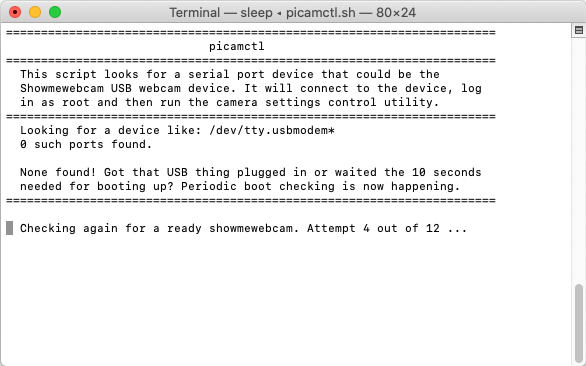 Terminal — sleep ◂ picamctl.sh — 80×24
======================================================================
picamctl
======================================================================
This script looks for a serial port device that could be the
Showmewebcam USB webcam device. It will connect to the device, log
in as root and then run the camera settings control utility.
======================================================================
Looking for a device like: /dev/tty.usbmodem*
0 such ports found.
None found! Got that USB thing plugged in or waited the 10 seconds
needed for booting up? Periodic boot checking is now happening.
======================================================================
Checking again for a ready showmewebcam. Attempt 4 out of 12 ...